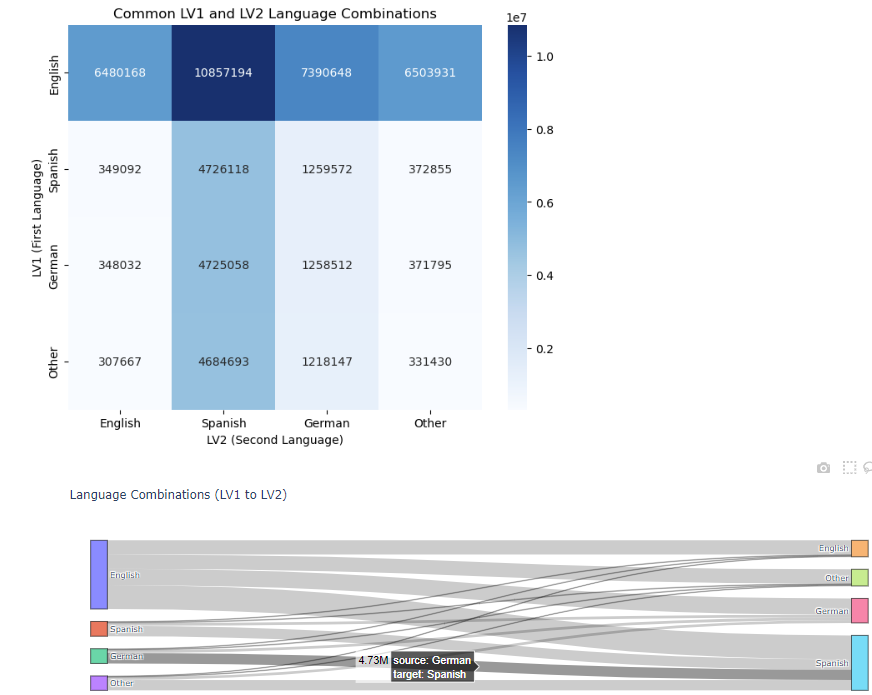 Common LV1 and LV2 Language Combinations
1e7
English
6480168 10857194 7390648 6503931
1.0
0.8
Spanish
349092 4726118 1259572 372855
0.6
LV1 (First Language)
German
348032 4725058 1258512 371795
0.4
Other
307667 4684693 1218147 331430
0.2
English Spanish German Other
LV2 (Second Language)
Language Combinations (LV1 to LV2)
English
English
Other
German
Spanish
German
4.73M source: German
target: Spanish
Spanish
Other